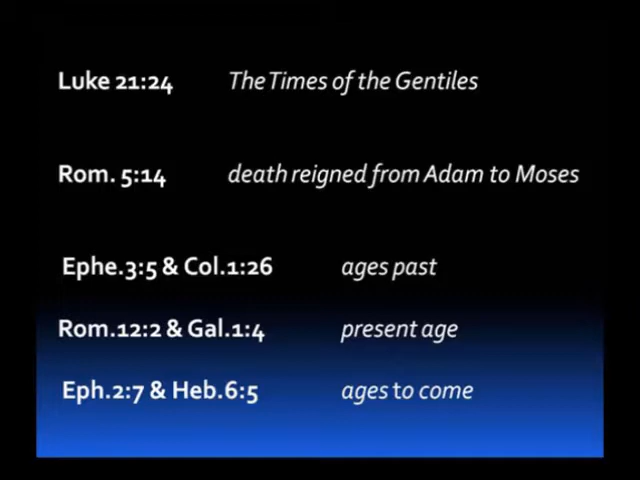 Luke 21:24 The Times of the Gentiles
Rom. 5:14 death reigned from Adam to Moses
Ephe.3:5 & Col.1:26 ages past
Rom.12:2 & Gal.1:4 present age
Eph.2:7 & Heb.6:5 ages to come